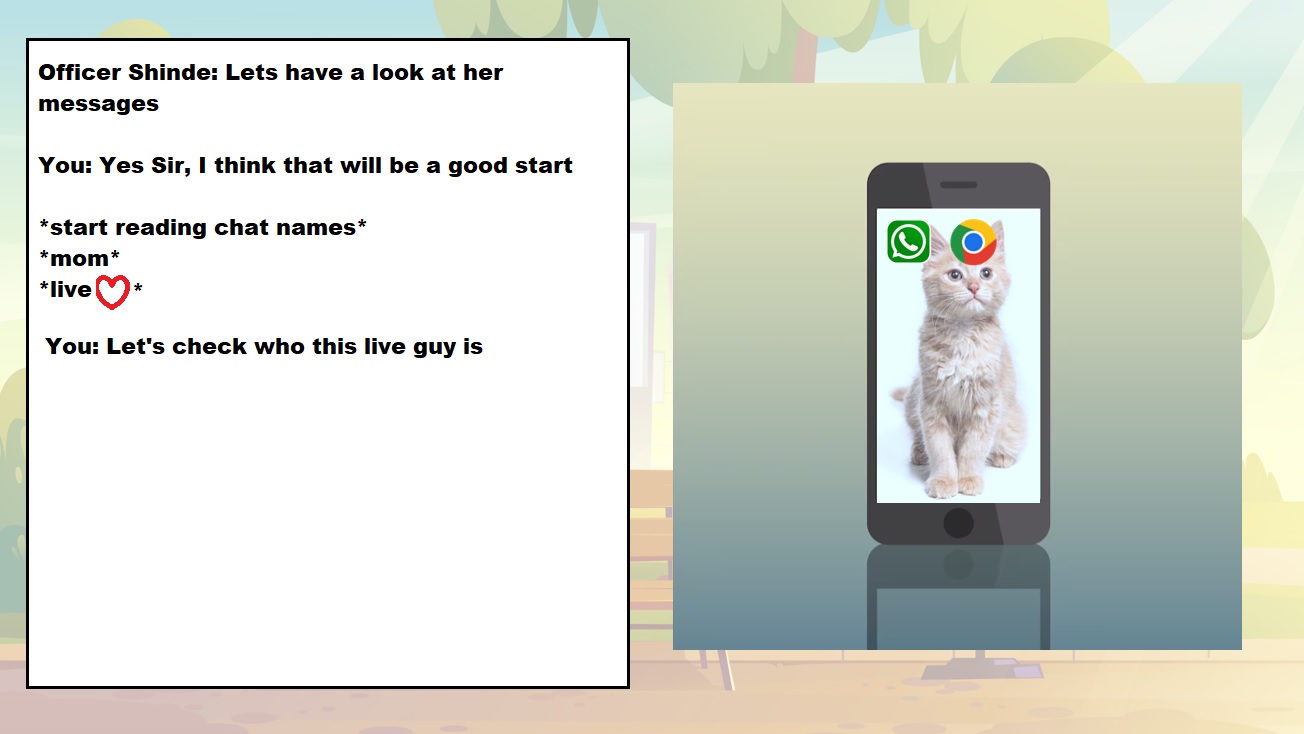 Officer Shinde: Lets have a look at her
messages
You: Yes Sir, I think that will be a good start
*start reading chat names*
*mom*
*live *
You: Let's check who this live guy is